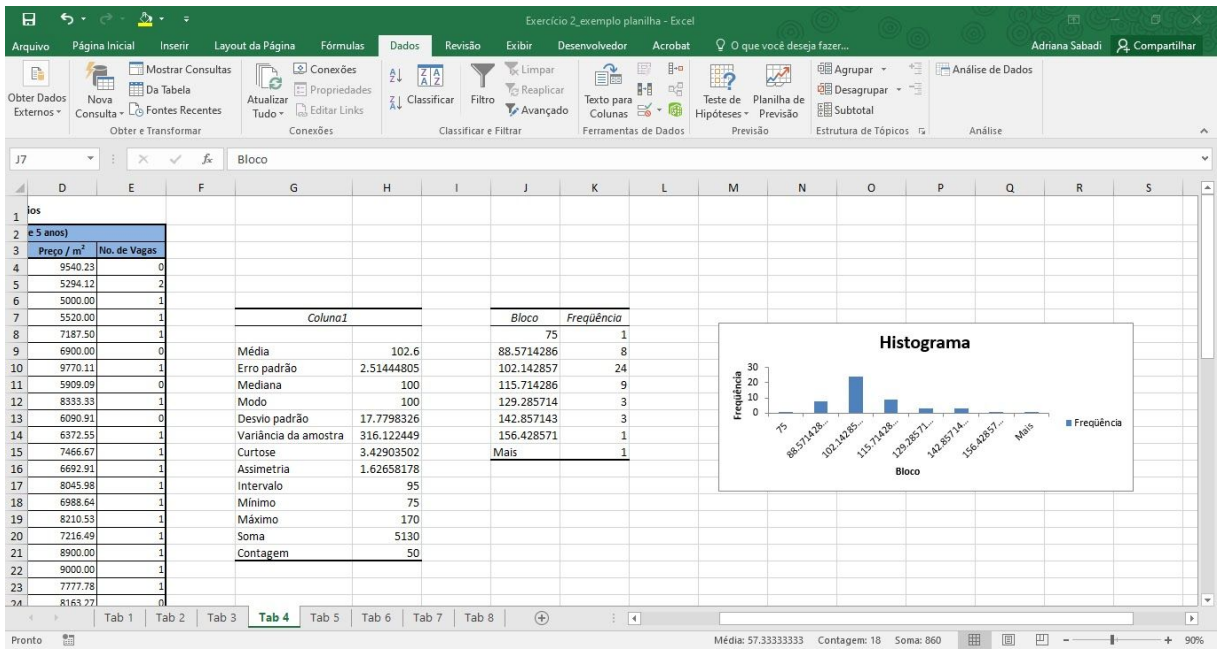 Exercício 2_exemplo planilha - Excel
Arquivo Página Inicial Inserir Layout da Página Fórmulas Dados Revisão Exibir Desenvolvedor Acrobat O que você deseja fazer... Adriana Sabadi Compartilhar
Obter Dados Externos
Nova Consulta
Mostrar Consultas
Da Tabela
Fontes Recentes
Obter e Transformar
Atualizar Tudo
Conexões
Propriedades
Editar Links
Conexões
Classificar
Filtro
Limpar
Reaplicar
Avançado
Classificar e Filtrar
Texto para Colunas
Ferramentas de Dados
Teste de Hipóteses
Planilha de Previsão
Previsão
Agrupar
Desagrupar
Subtotal
Estrutura de Tópicos
Análise de Dados
Análise
J7 fx Bloco
D E F G H I J K L M N O P Q R S
1 ios
2 e 5 anos)
3 Preço / m² No. de Vagas
4 9540.23 0
5 5294.12 2
6 5000.00 1
7 5520.00 1 Coluna1 Bloco Freqüência
8 7187.50 1 75 1
9 6900.00 0 Média 102.6 88.5714286 8
10 9770.11 1 Erro padrão 2.51444805 102.142857 24
11 5909.09 0 Mediana 100 115.714286 9
12 8333.33 1 Modo 100 129.285714 3
13 6090.91 0 Desvio padrão 17.7798326 142.857143 3
14 6372.55 1 Variância da amostra 316.122449 156.428571 1
15 7466.67 1 Curtose 3.42903502 Mais 1
16 6692.91 1 Assimetria 1.62658178
17 8045.98 1 Intervalo 95
18 6988.64 1 Mínimo 75
19 8210.53 1 Máximo 170
20 7216.49 1 Soma 5130
21 8900.00 1 Contagem 50
22 9000.00 1
23 7777.78 1
24 8163.27 0
Histograma
Freqüência
30
20
10
0
75 88.571428... 102.14285... 115.71428... 129.28571... 142.85714... 156.42857... Mais
Bloco
Freqüência
Tab 1 Tab 2 Tab 3 Tab 4 Tab 5 Tab 6 Tab 7 Tab 8
Pronto Média: 57.33333333 Contagem: 18 Soma: 860 90%